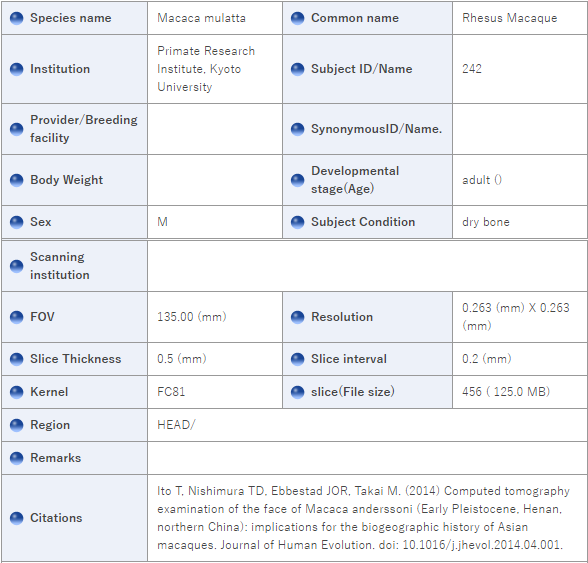 Species name Macaca mulatta Common name Rhesus Macaque
Institution Primate Research Institute, Kyoto University Subject ID/Name 242
Provider/Breeding facility SynonymousID/Name.
Body Weight Developmental stage(Age) adult ()
Sex M Subject Condition dry bone
Scanning institution
FOV 135.00 (mm) Resolution 0.263 (mm) X 0.263 (mm)
Slice Thickness 0.5 (mm) Slice interval 0.2 (mm)
Kernel FC81 slice(File size) 456 ( 125.0 MB)
Region HEAD/
Remarks
Citations
Ito T, Nishimura TD, Ebbestad JOR, Takai M. (2014) Computed tomography
examination of the face of Macaca anderssoni (Early Pleistocene, Henan,
northern China): implications for the biogeographic history of Asian
macaques. Journal of Human Evolution. doi: 10.1016/j.jhevol.2014.04.001.